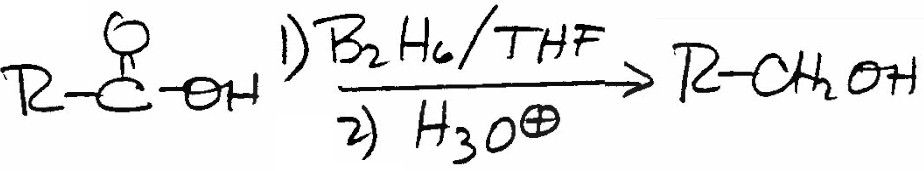 O
1) B₂H₆/THF
R-C-OH → R-CH₂OH
2) H₃O⊕